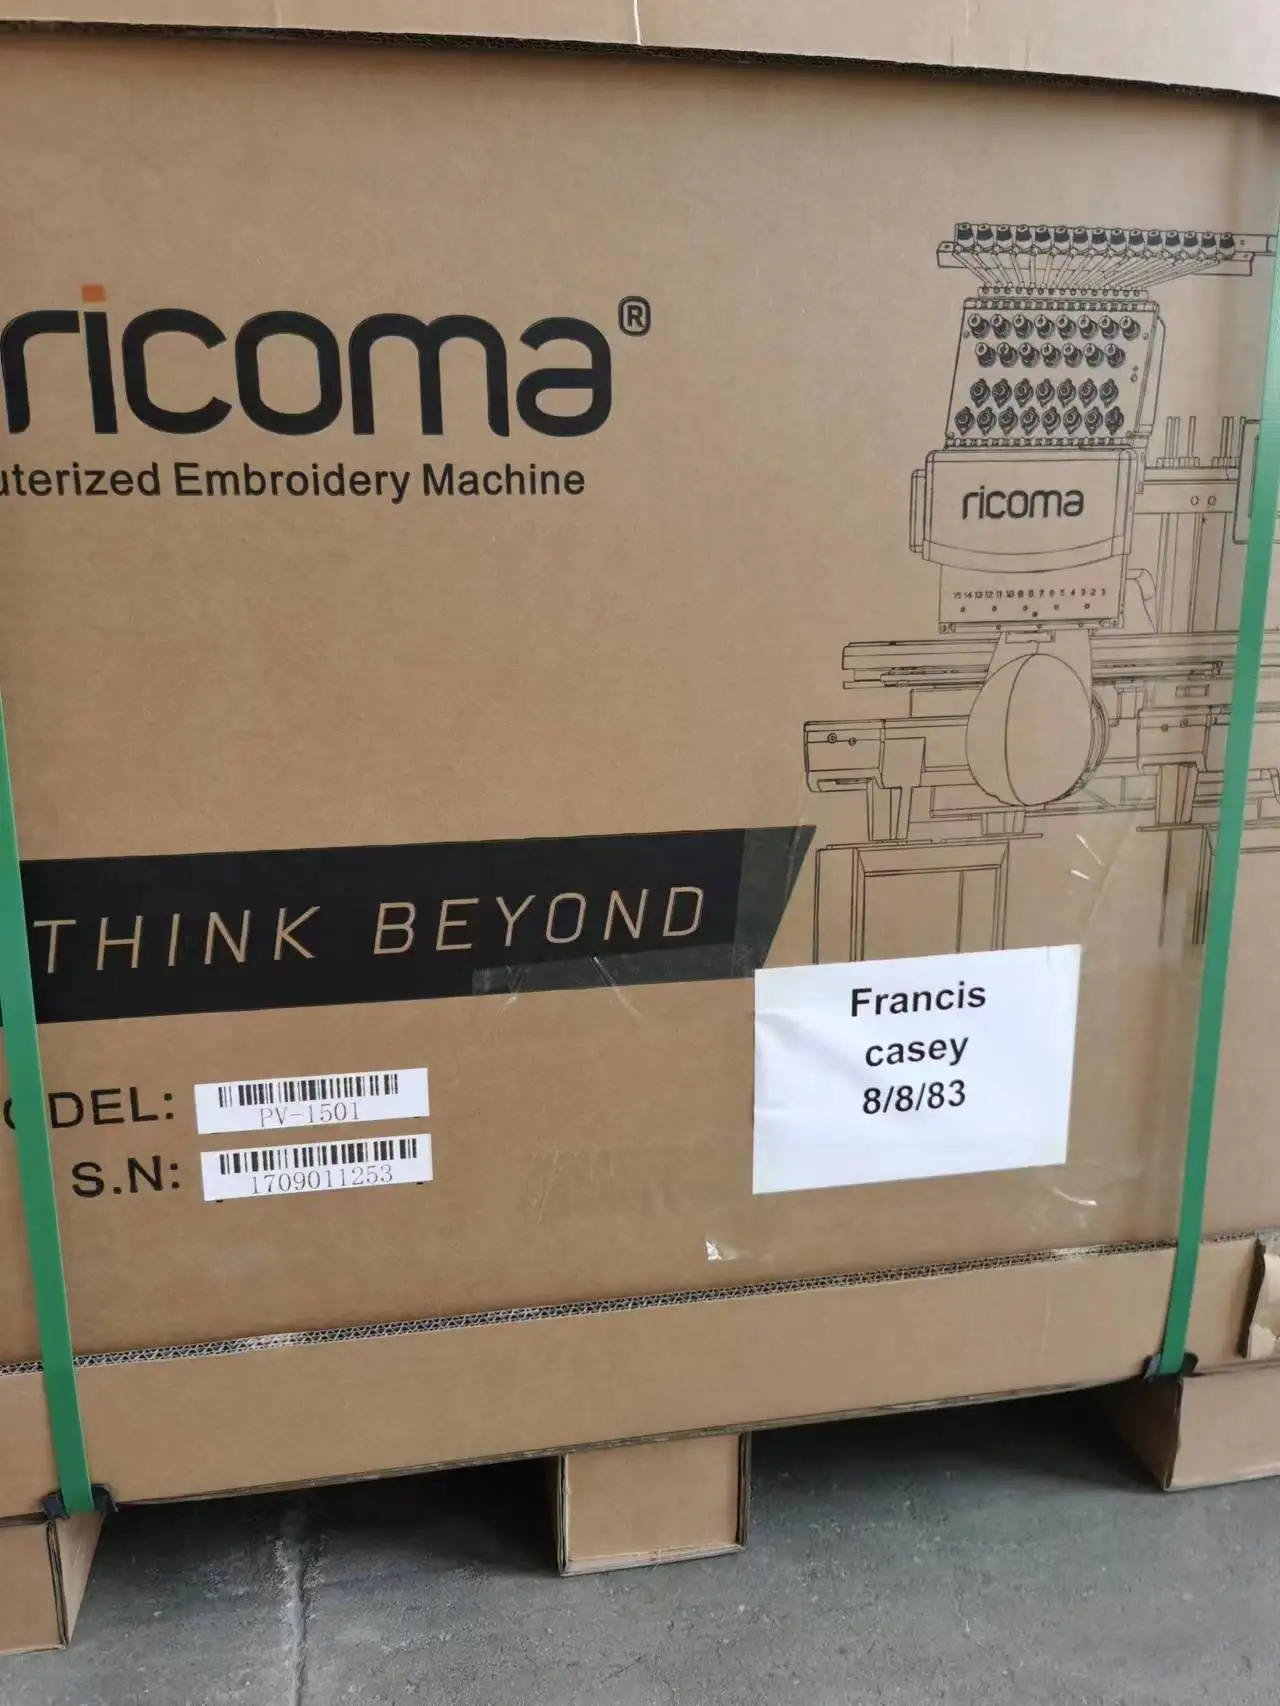 ricoma®
uterized Embroidery Machine
ricoma
15 14 13 12 11 10 9 8 7 6 5 4 3 2 1
THINK BEYOND
ODEL:
PV-1501
S.N:
1709011253
Francis
casey
8/8/83